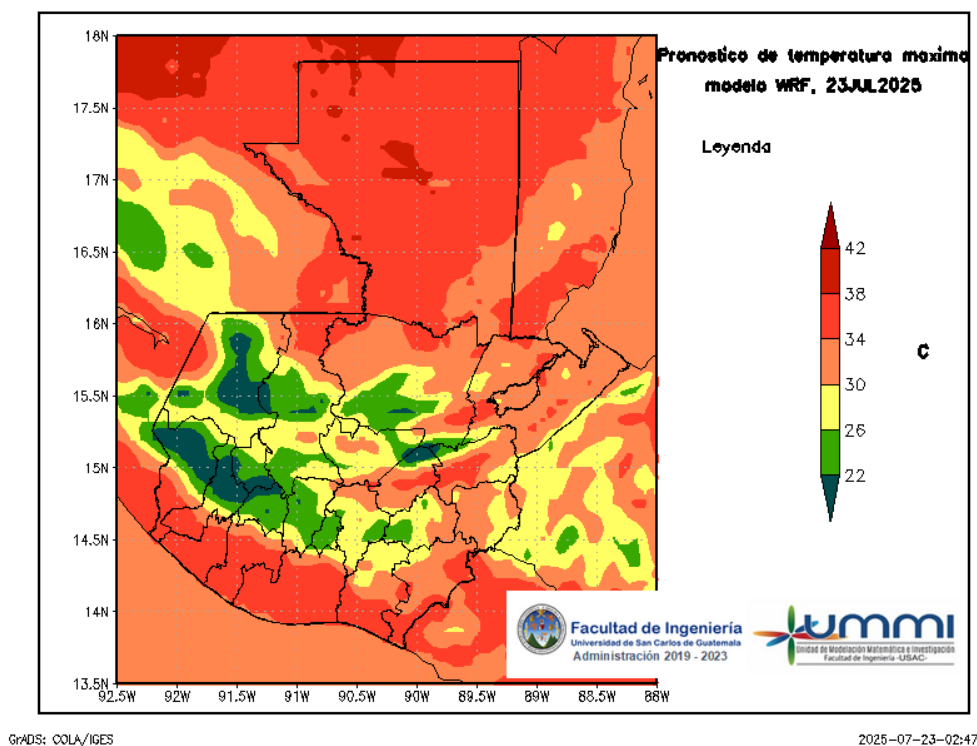 Pronostico de temperatura maxima
modelo WRF, 23JUL2025
Leyenda
42
38
34
30
26
22
C
18N
17.5N
17N
16.5N
16N
15.5N
15N
14.5N
14N
13.5N
92.5W
92W
91.5W
91W
90.5W
90W
89.5W
89W
88.5W
88W
Facultad de Ingeniería
Universidad de San Carlos de Guatemala
Administración 2019 - 2023
ummi
Unidad de Modelación Matemática e Investigación
Facultad de Ingeniería -USAC-
GrADS: COLA/IGES
2025-07-23-02:47